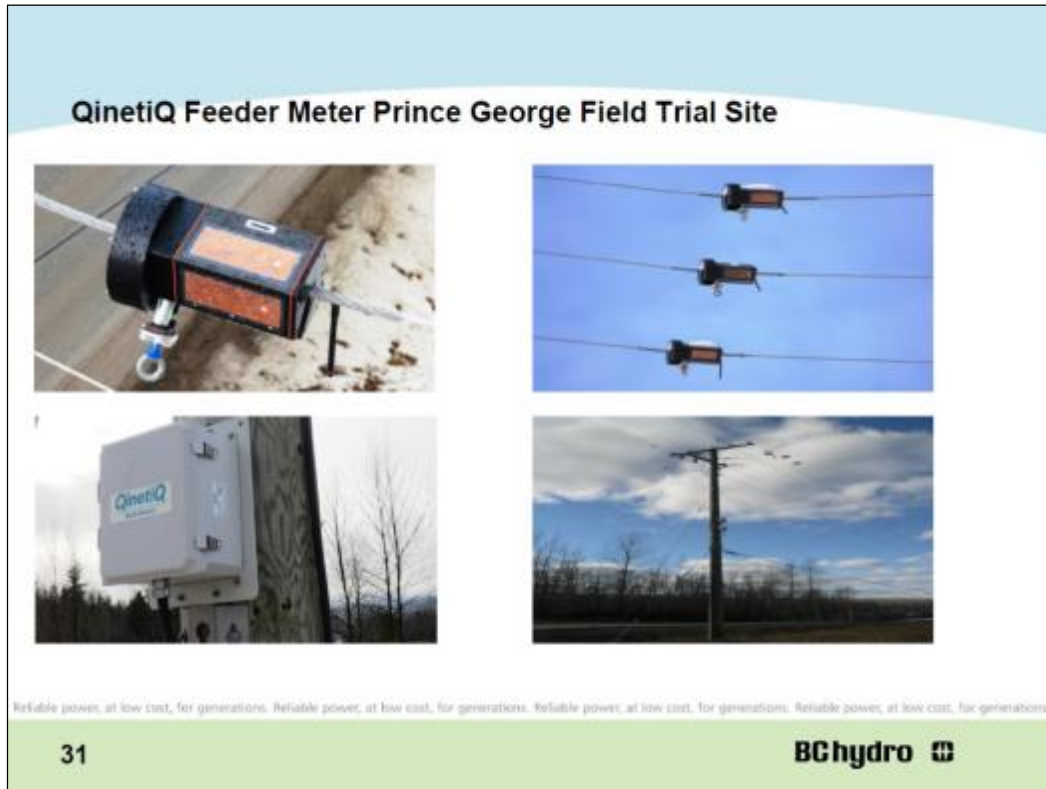 QinetiQ Feeder Meter Prince George Field Trial Site
QinetiQ
Reliable power, at low cost, for generations. Reliable power, at low cost, for generations. Reliable power, at low cost, for generations. Reliable power, at low cost, for generations
31
BChydro